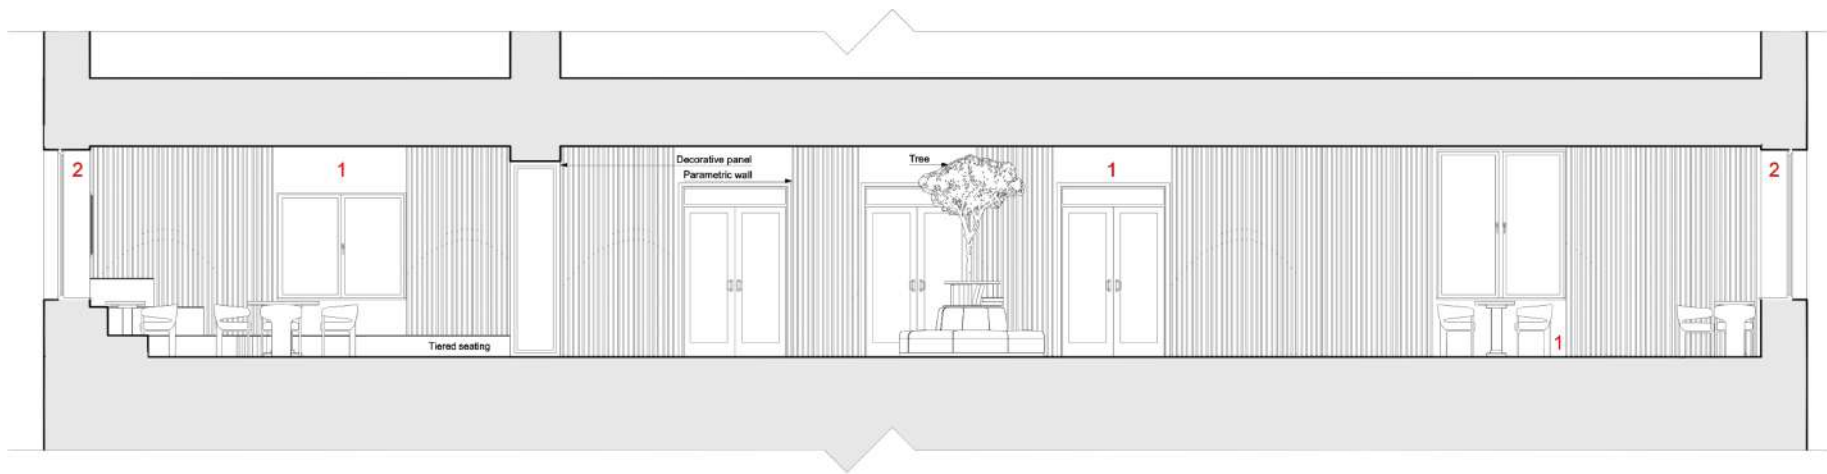 2
1
Decorative panel
Tree
1
2
Parametric wall
1
Tiered seating